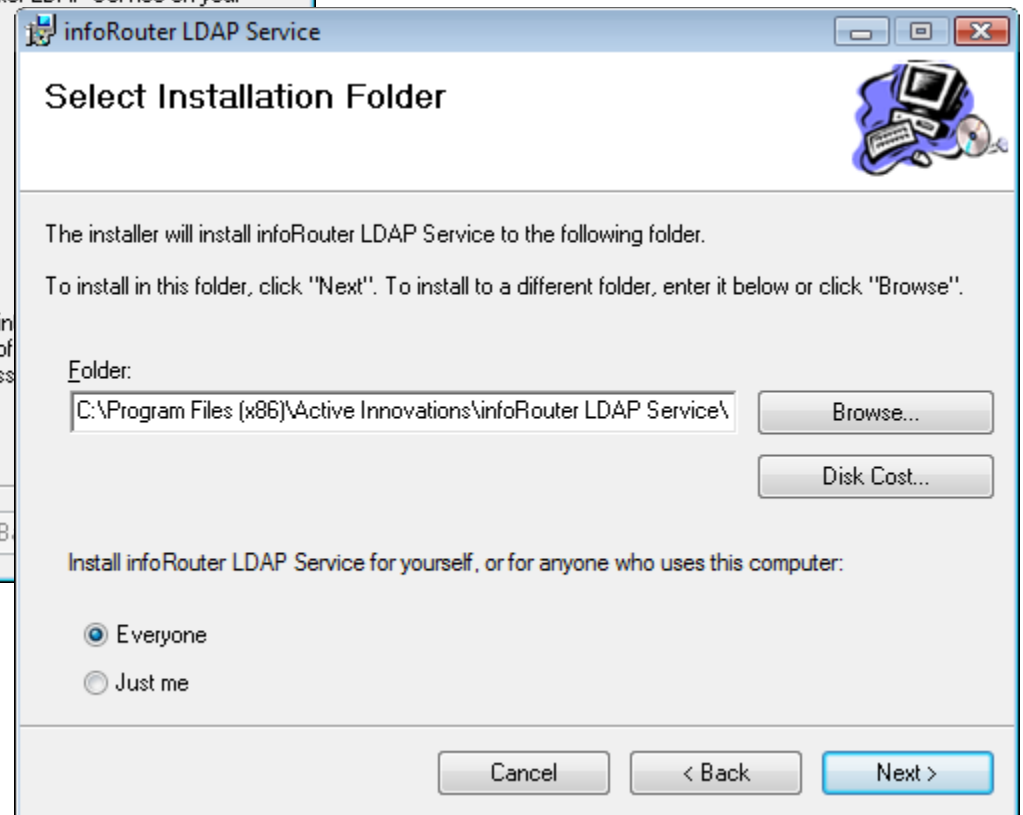 infoRouter LDAP Service
Select Installation Folder
The installer will install infoRouter LDAP Service to the following folder.
To install in this folder, click "Next". To install to a different folder, enter it below or click "Browse".
Folder:
C:\Program Files (x86)\Active Innovations\infoRouter LDAP Service\
Browse...
Disk Cost...
Install infoRouter LDAP Service for yourself, or for anyone who uses this computer:
Everyone
Just me
Cancel
< Back
Next >